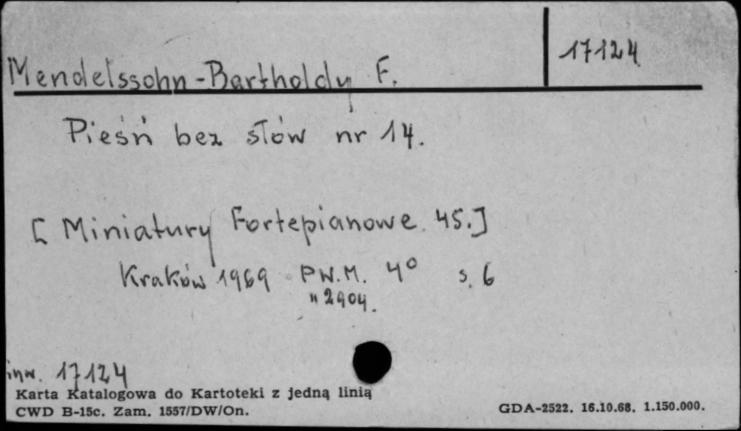 17124
Mendelssohn-Bartholdy F.
Pieśń bez słów nr 14.
[ Miniatury Fortepianowe 45.]
Kraków 1969 PW.M. 4° s. 6
"2904.
inw. 17124
Karta Katalogowa do Kartoteki z jedną linią
CWD B-15c. Zam. 1557/DW/On.
GDA-2522. 16.10.68. 1.150.000.